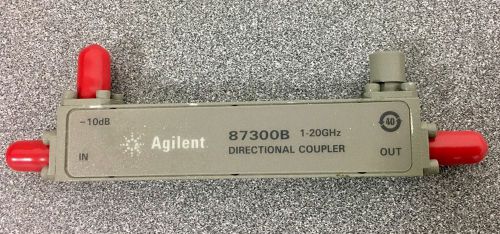 -10dB
IN
Agilent
87300B 1-20GHz
DIRECTIONAL COUPLER
40
OUT